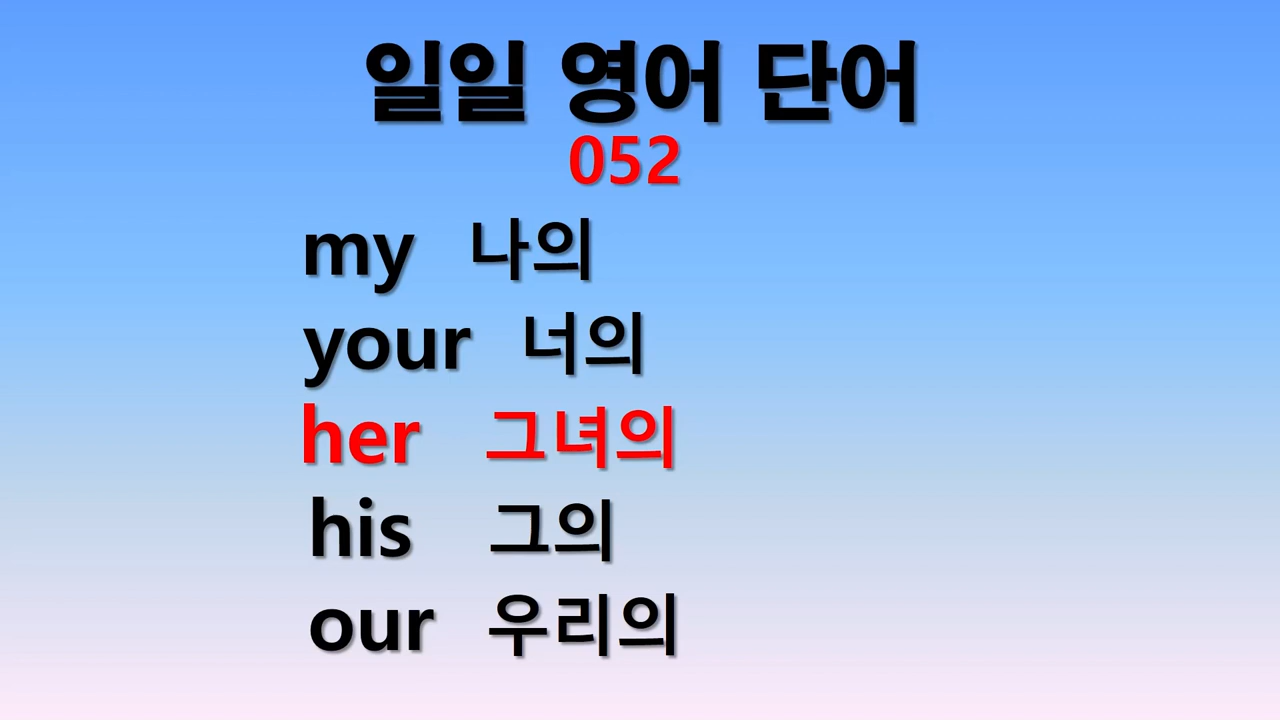 일일 영어 단어
052
my 나의
your 너의
her 그녀의
his 그의
our 우리의